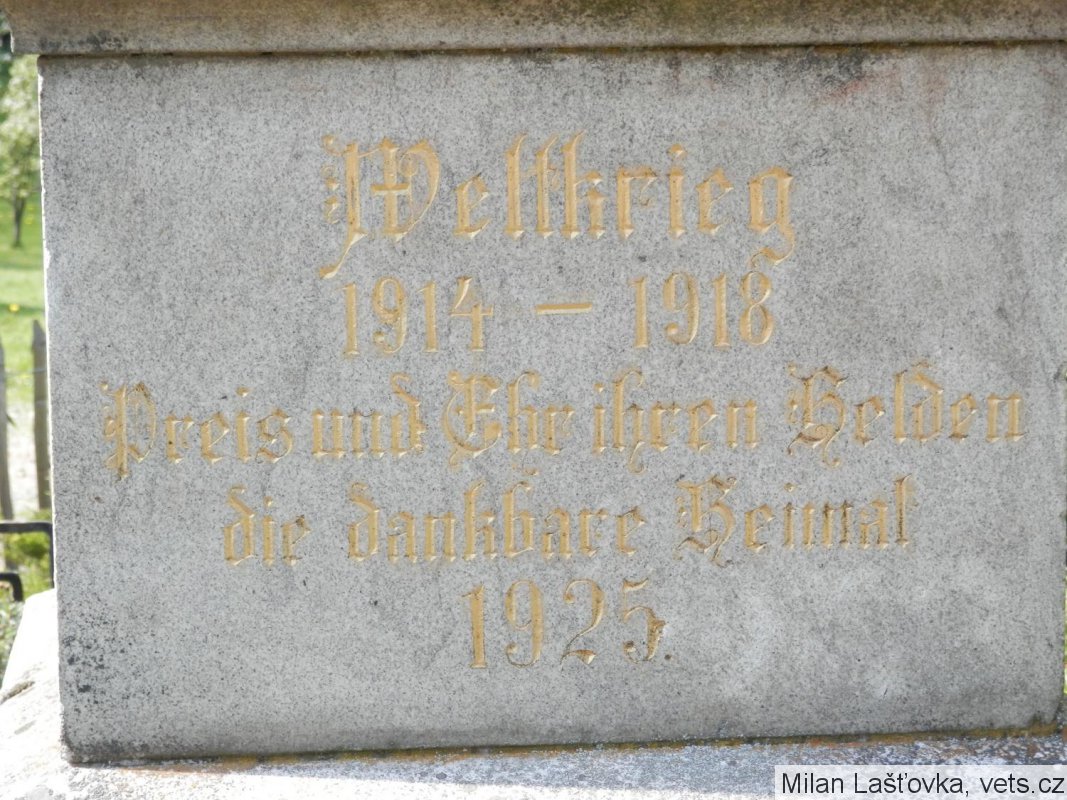 Weltkrieg
1914 – 1918
Preis und Ehr ihren Helden
die dankbare Heimat
1925.
Milan Lašťovka, vets.cz